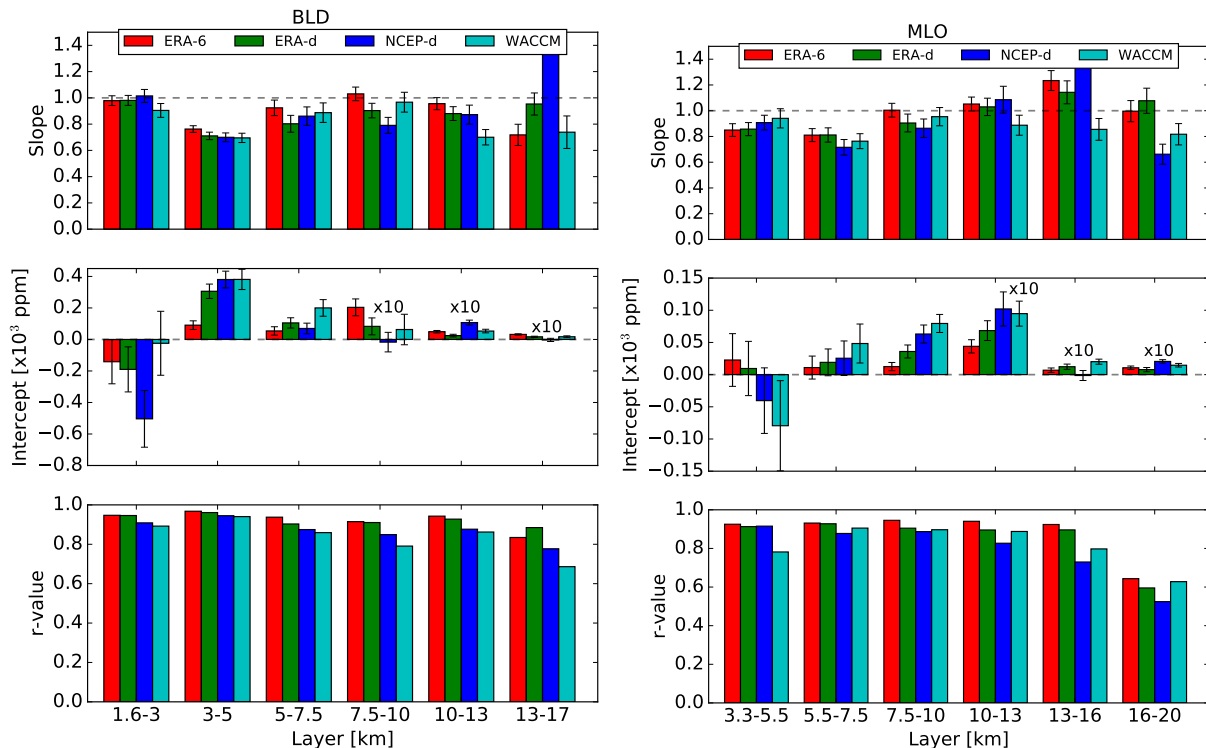 BLD
ERA-6 ERA-d NCEP-d WACCM
Slope
1.4
1.2
1.0
0.8
0.6
0.4
0.2
0.0
Intercept [x10³ ppm]
0.4
0.2
0.0
−0.2
−0.4
−0.6
−0.8
x10 x10 x10
r-value
1.0
0.8
0.6
0.4
0.2
0.0
1.6-3 3-5 5-7.5 7.5-10 10-13 13-17
Layer [km]
MLO
ERA-6 ERA-d NCEP-d WACCM
Slope
1.4
1.2
1.0
0.8
0.6
0.4
0.2
0.0
Intercept [x10³ ppm]
0.15
0.10
0.05
0.00
−0.05
−0.10
−0.15
x10 x10 x10
r-value
1.0
0.8
0.6
0.4
0.2
0.0
3.3-5.5 5.5-7.5 7.5-10 10-13 13-16 16-20
Layer [km]